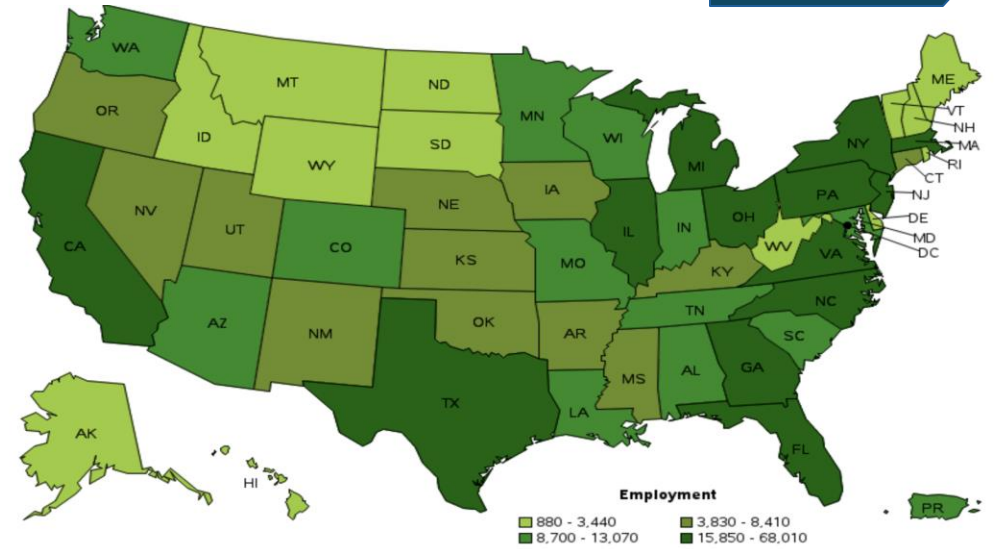 WA
MT
ND
MN
ME
VT
NH
MA
RI
CT
NJ
DE
MD
DC
OR
ID
WY
SD
WI
MI
NY
PA
NV
UT
CO
NE
IA
IL
IN
OH
WV
VA
CA
KS
MO
KY
NC
TN
SC
AZ
NM
OK
AR
MS
AL
GA
TX
LA
FL
AK
HI
PR
Employment
880 - 3,440
3,830 - 8,410
8,700 - 13,070
15,850 - 68,010